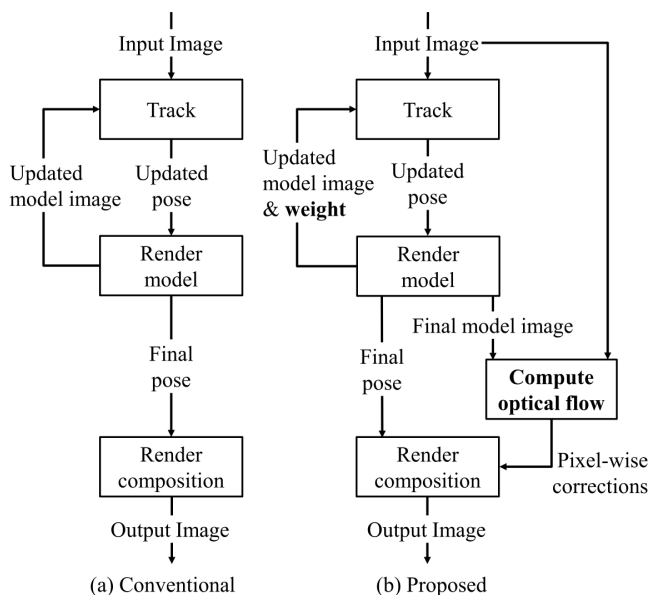 Input Image
Track
Updated
model image
Updated
pose
Render
model
Final
pose
Render
composition
Output Image
(a) Conventional
Input Image
Track
Updated
model image
& weight
Updated
pose
Render
model
Final model image
Final
pose
Compute
optical flow
Render
composition
Pixel-wise
corrections
Output Image
(b) Proposed